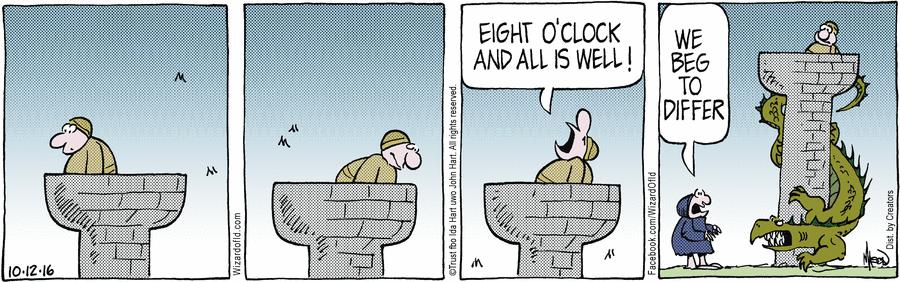 10·12·16
Wizardofid.com
©Trust fbo Ida Hart uwo John Hart. All rights reserved.
EIGHT O'CLOCK
AND ALL IS WELL!
Facebook.com/WizardOfId
WE
BEG
TO
DIFFER
MASON
Dist. by Creators